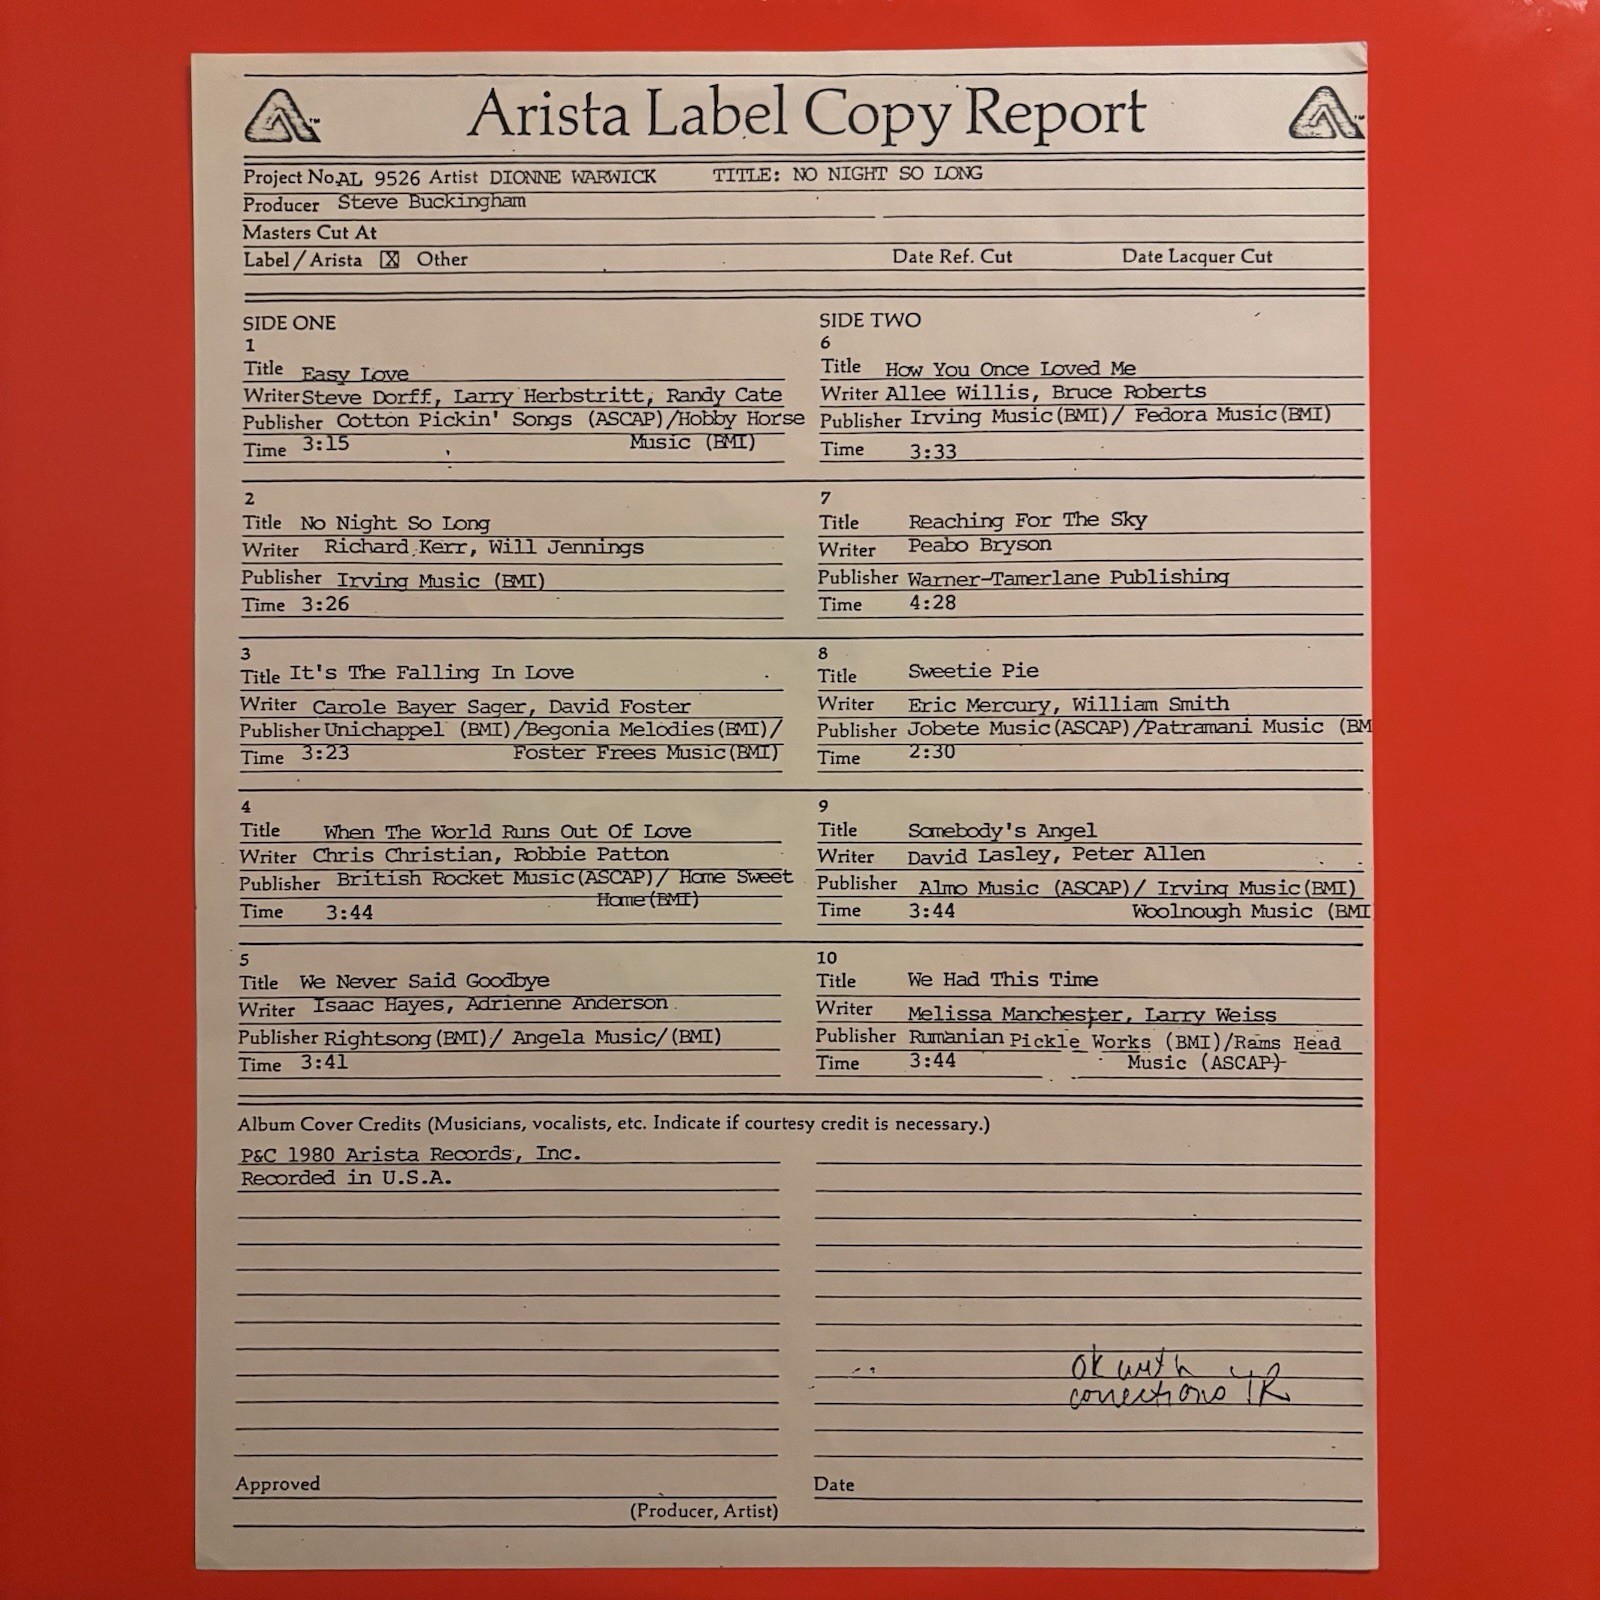 Arista Label Copy Report
Project No. AL 9526 Artist DIONNE WARWICK TITLE: NO NIGHT SO LONG
Producer Steve Buckingham
Masters Cut At
Label/Arista X Other Date Ref. Cut Date Lacquer Cut
SIDE ONE
1
Title Easy Love
Writer Steve Dorff, Larry Herbstritt, Randy Cate
Publisher Cotton Pickin' Songs (ASCAP)/Hobby Horse
Music (BMI)
Time 3:15
2
Title No Night So Long
Writer Richard Kerr, Will Jennings
Publisher Irving Music (BMI)
Time 3:26
3
Title It's The Falling In Love
Writer Carole Bayer Sager, David Foster
Publisher Unichappel (BMI)/Begonia Melodies(BMI)/
Time 3:23 Foster Frees Music(BMI)
4
Title When The World Runs Out Of Love
Writer Chris Christian, Robbie Patton
Publisher British Rocket Music(ASCAP)/ Home Sweet
Home(BMI)
Time 3:44
5
Title We Never Said Goodbye
Writer Isaac Hayes, Adrienne Anderson
Publisher Rightsong(BMI)/ Angela Music/(BMI)
Time 3:41
SIDE TWO
6
Title How You Once Loved Me
Writer Allee Willis, Bruce Roberts
Publisher Irving Music(BMI)/ Fedora Music(BMI)
Time 3:33
7
Title Reaching For The Sky
Writer Peabo Bryson
Publisher Warner-Tamerlane Publishing
Time 4:28
8
Title Sweetie Pie
Writer Eric Mercury, William Smith
Publisher Jobete Music(ASCAP)/Patramani Music (BM
Time 2:30
9
Title Somebody's Angel
Writer David Lasley, Peter Allen
Publisher Almo Music (ASCAP)/ Irving Music(BMI)
Time 3:44 Woolnough Music (BMI
10
Title We Had This Time
Writer Melissa Manchester, Larry Weiss
Publisher Rumanian Pickle Works (BMI)/Rams Head
Time 3:44 Music (ASCAP)
Album Cover Credits (Musicians, vocalists, etc. Indicate if courtesy credit is necessary.)
P&C 1980 Arista Records, Inc.
Recorded in U.S.A.
OK with
corrections
Approved
(Producer, Artist)
Date